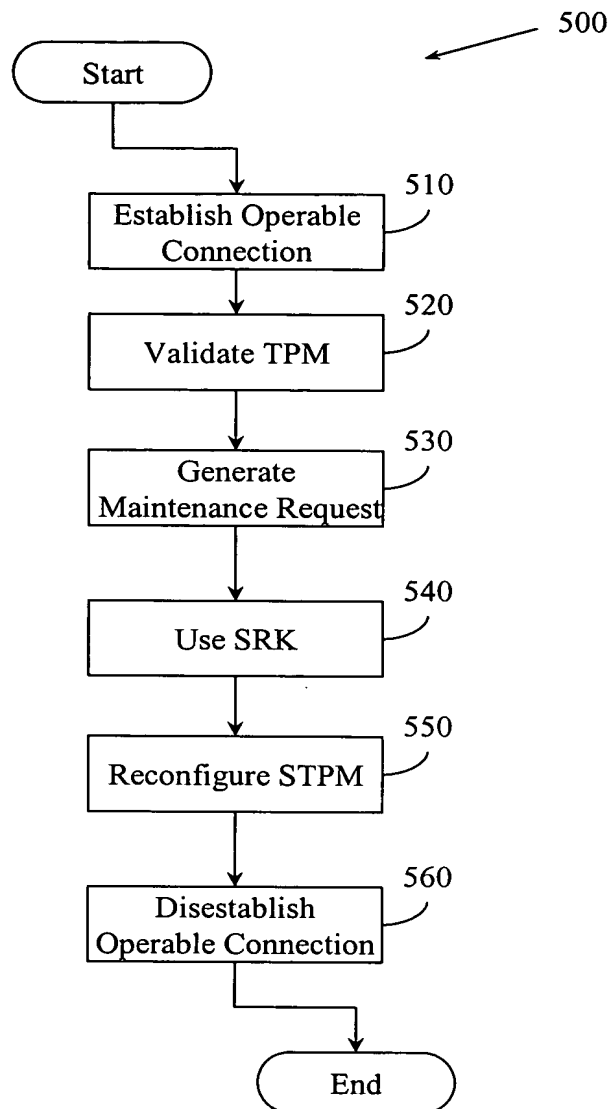 500
Start
510
Establish Operable
Connection
520
Validate TPM
530
Generate
Maintenance Request
540
Use SRK
550
Reconfigure STPM
560
Disestablish
Operable Connection
End